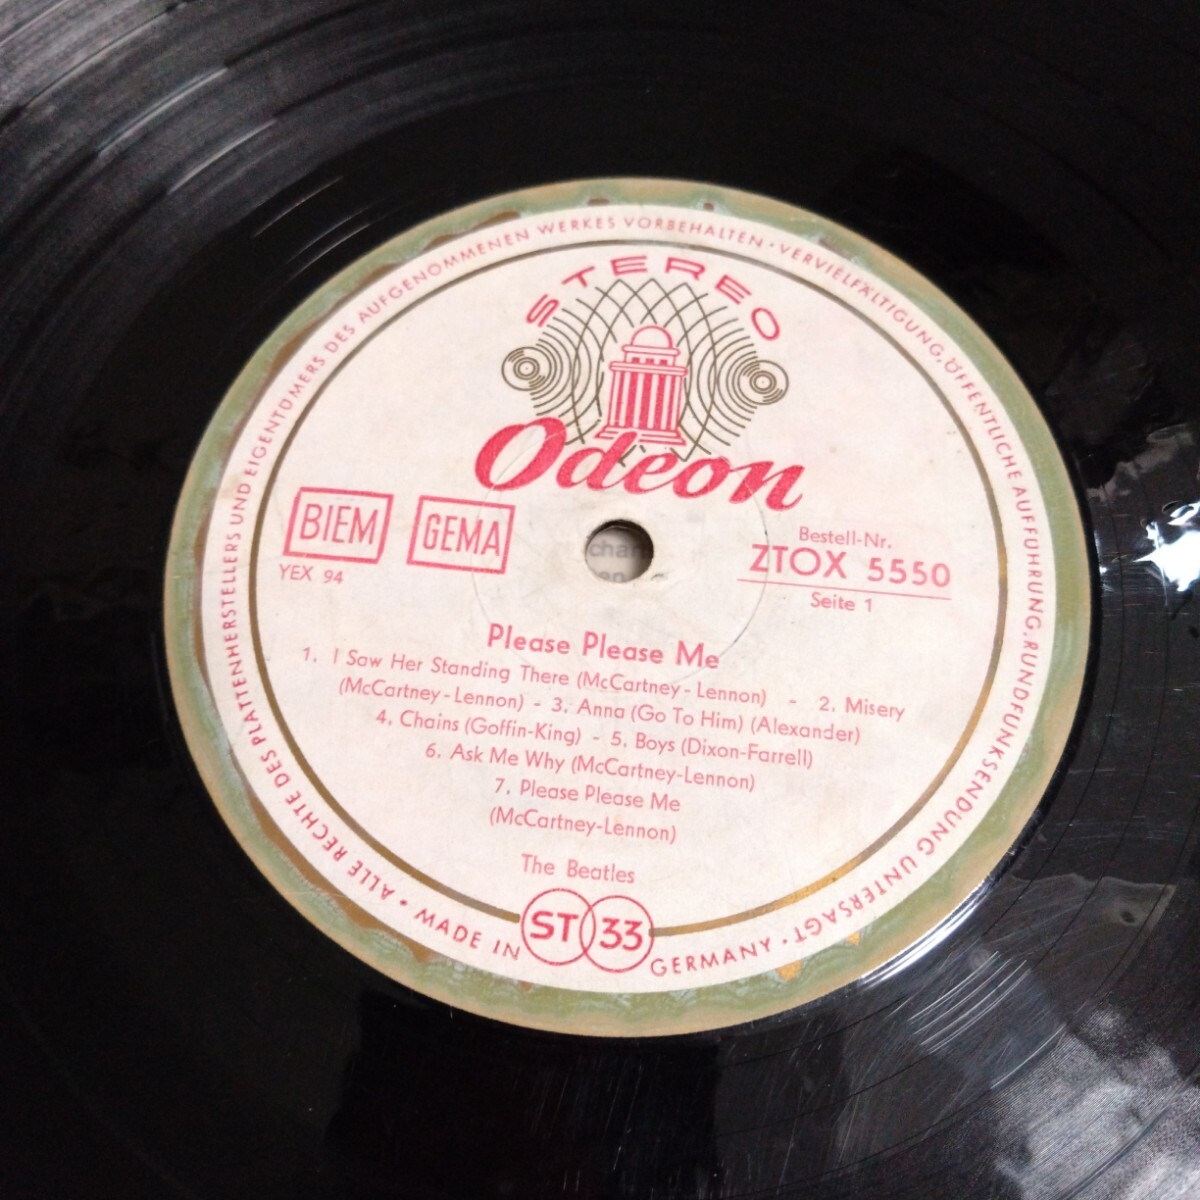 ALLE RECHTE DES PLATTENHERSTELLERS UND EIGENTÜMERS DES AUFGENOMMENEN WERKES VORBEHALTEN · VERVIELFÄLTIGUNG, ÖFFENTLICHE AUFFÜHRUNG, RUNDFUNKSENDUNG UNTERSAGT ·
STEREO
Odeon
BIEM GEMA
YEX 94
Bestell-Nr.
ZTOX 5550
Seite 1
Please Please Me
1. I Saw Her Standing There (McCartney-Lennon) - 2. Misery
(McCartney-Lennon) - 3. Anna (Go To Him) (Alexander)
4. Chains (Goffin-King) - 5. Boys (Dixon-Farrell)
6. Ask Me Why (McCartney-Lennon)
7. Please Please Me
(McCartney-Lennon)
The Beatles
· MADE IN ST 33 GERMANY ·